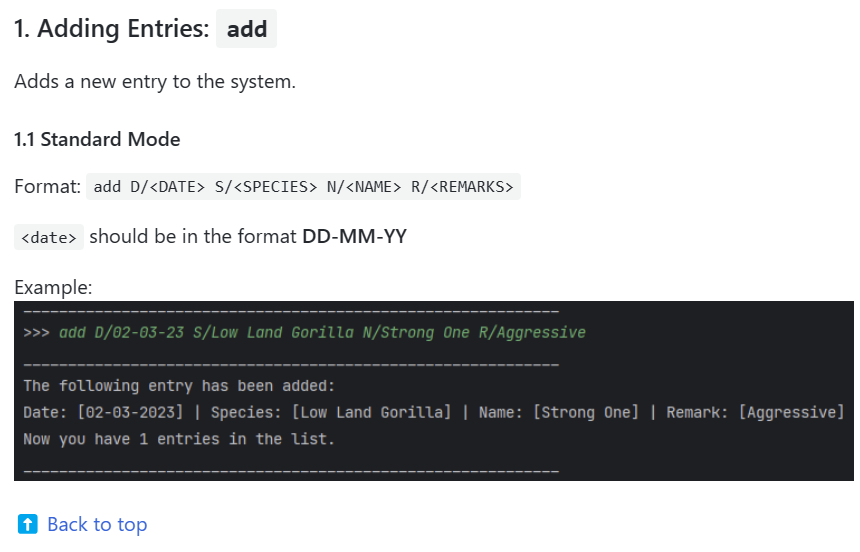 1. Adding Entries: add
Adds a new entry to the system.
1.1 Standard Mode
Format: add D/<DATE> S/<SPECIES> N/<NAME> R/<REMARKS>
<date> should be in the format DD-MM-YY
Example:
------------------------------------------------------------
>>> add D/02-03-23 S/Low Land Gorilla N/Strong One R/Aggressive
------------------------------------------------------------
The following entry has been added:
Date: [02-03-2023] | Species: [Low Land Gorilla] | Name: [Strong One] | Remark: [Aggressive]
Now you have 1 entries in the list.
------------------------------------------------------------
Back to top